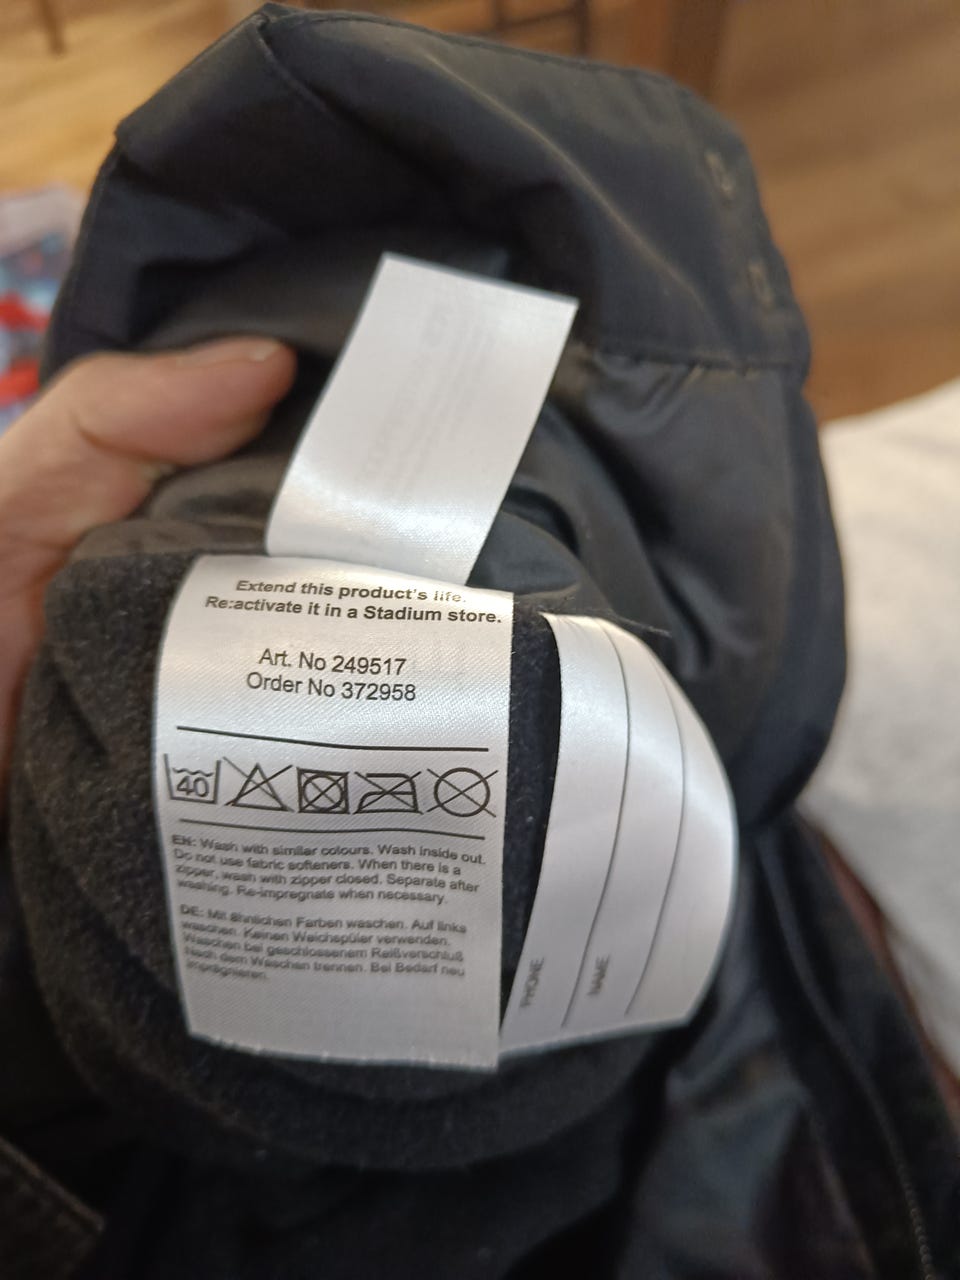 Extend this product's life.
Re:activate it in a Stadium store.
Art. No 249517
Order No 372958
40
EN: Wash with similar colours. Wash inside out.
Do not use fabric softeners. When there is a
zipper, wash with zipper closed. Separate after
washing. Re-impregnate when necessary.
DE: Mit ähnlichen Farben waschen. Auf links
waschen. Keinen Weichspüler verwenden.
Waschen bei geschlossenem Reißverschluß
Nach dem Waschen trennen. Bei Bedarf neu
imprägnieren.
PHONE
NAME